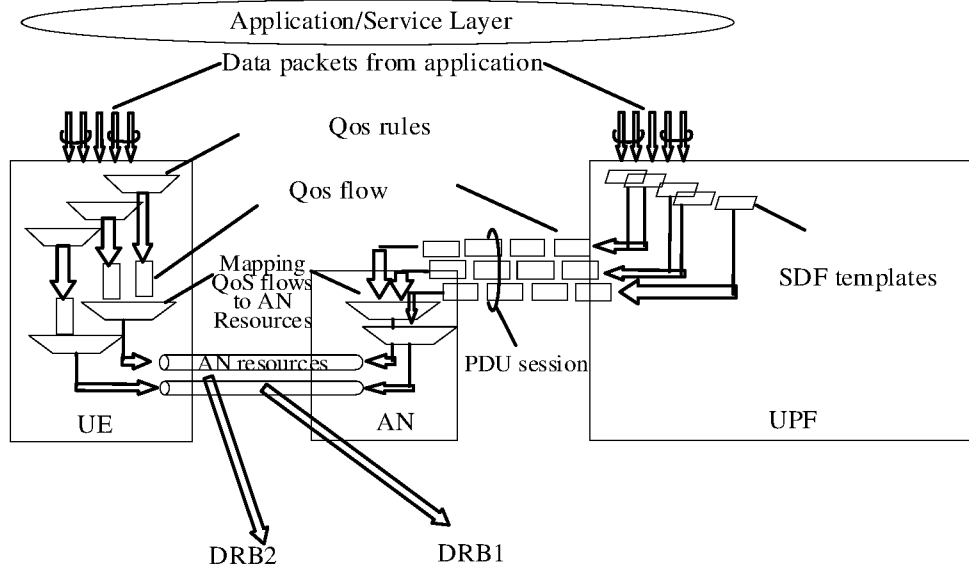 Application/Service Layer
Data packets from application
Qos rules
Qos flow
Mapping
QoS flows
to AN
Resources
SDF templates
PDU session
AN resources
UE
AN
UPF
DRB2
DRB1